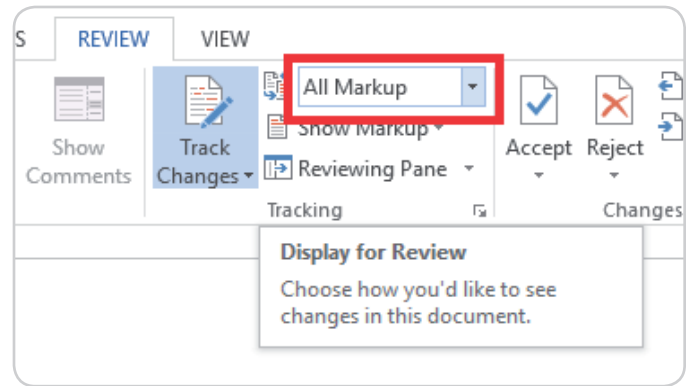 S REVIEW VIEW
All Markup
Show Markup
Reviewing Pane
Show
Comments
Track
Changes
Accept Reject
Tracking
Changes
Display for Review
Choose how you'd like to see
changes in this document.